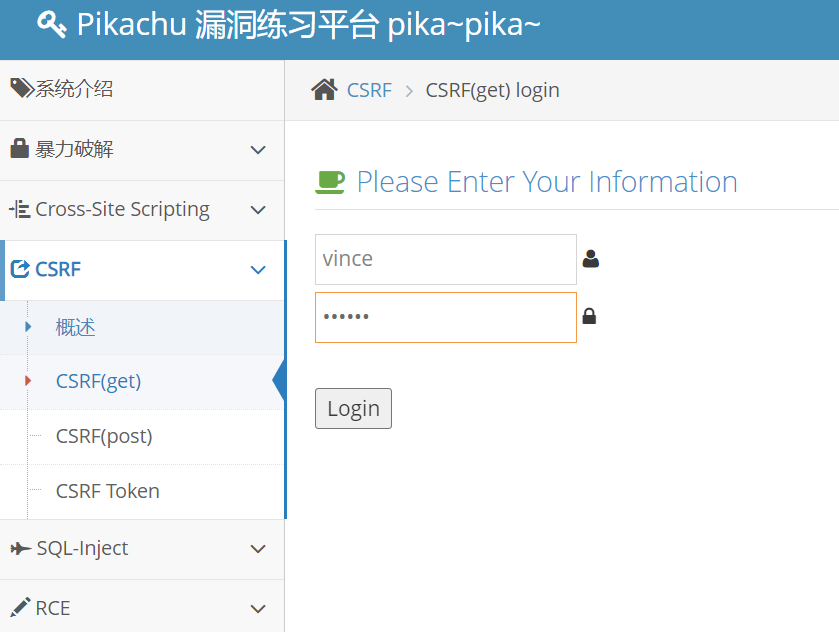 Pikachu 漏洞练习平台 pika~pika~
系统介绍
暴力破解
Cross-Site Scripting
CSRF
概述
CSRF(get)
CSRF(post)
CSRF Token
SQL-Inject
RCE
CSRF > CSRF(get) login
Please Enter Your Information
vince
••••••
Login